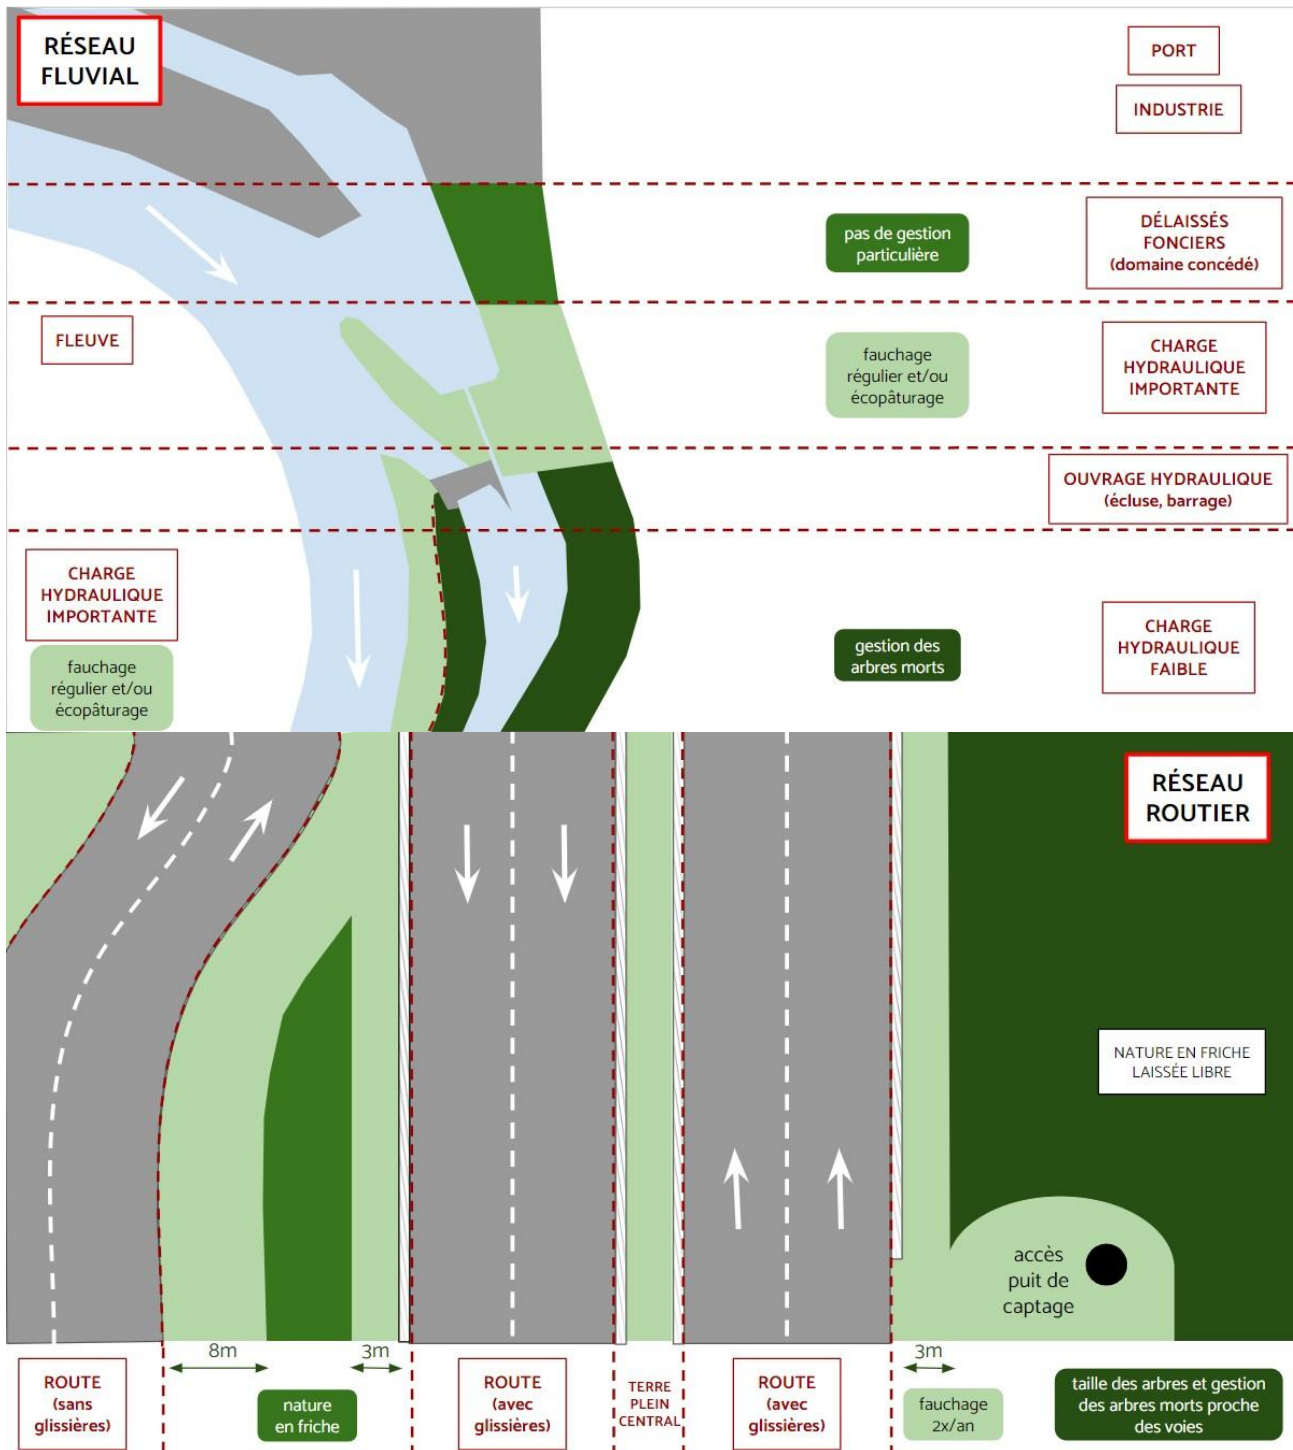 RÉSEAU
FLUVIAL
PORT
INDUSTRIE
pas de gestion
particulière
DÉLAISSÉS
FONCIERS
(domaine concédé)
FLEUVE
fauchage
régulier et/ou
écopâturage
CHARGE
HYDRAULIQUE
IMPORTANTE
OUVRAGE HYDRAULIQUE
(écluse, barrage)
CHARGE
HYDRAULIQUE
IMPORTANTE
fauchage
régulier et/ou
écopâturage
gestion des
arbres morts
CHARGE
HYDRAULIQUE
FAIBLE
RÉSEAU
ROUTIER
NATURE EN FRICHE
LAISSÉE LIBRE
accès
puit de
captage
8m
3m
3m
ROUTE
(sans
glissières)
nature
en friche
ROUTE
(avec
glissières)
TERRE
PLEIN
CENTRAL
ROUTE
(avec
glissières)
fauchage
2x/an
taille des arbres et gestion
des arbres morts proche
des voies